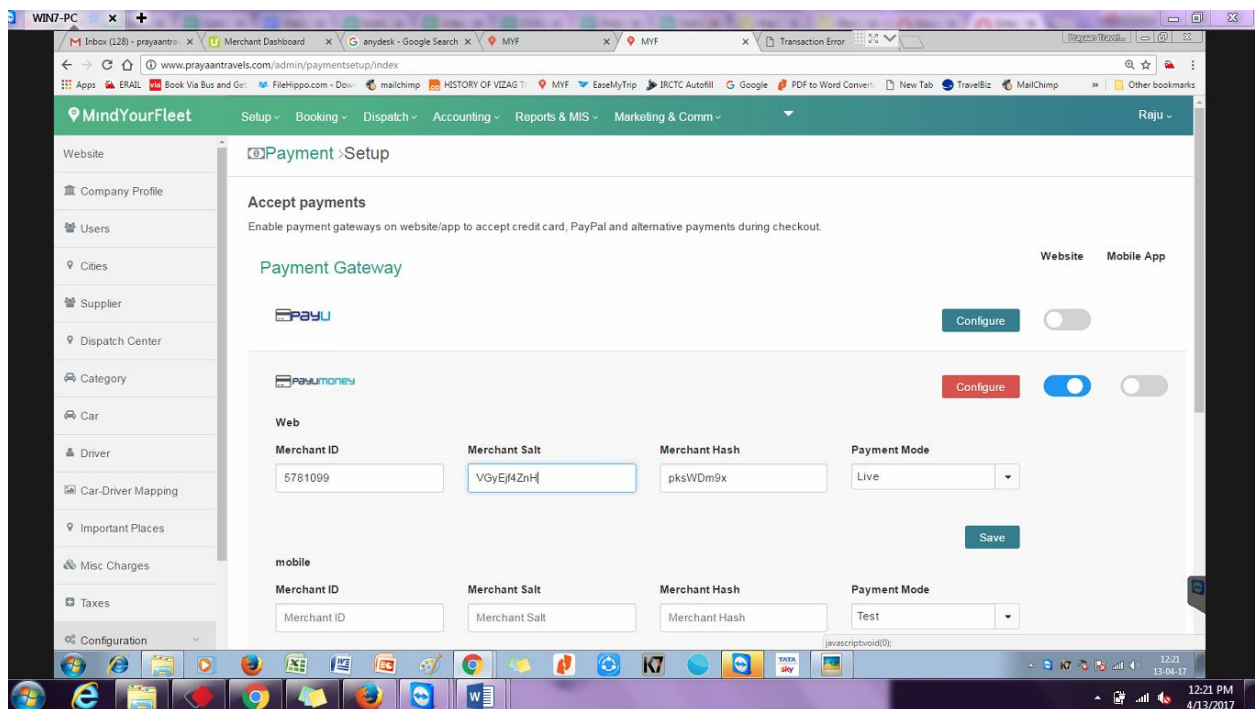 WIN7-PC
Inbox (128) - prayaantra
Merchant Dashboard
anydesk - Google Search
MYF
MYF
Transaction Error
www.prayaantravels.com/admin/paymentsetup/index
Apps ERAIL Via Book Via Bus and Get FileHippo.com - Down mailchimp HISTORY OF VIZAG T MYF EaseMyTrip IRCTC Autofill Google PDF to Word Convert New Tab TravelBiz MailChimp » Other bookmarks
MindYourFleet Setup Booking Dispatch Accounting Reports & MIS Marketing & Comm Raju
Website
Company Profile
Users
Cities
Supplier
Dispatch Center
Category
Car
Driver
Car-Driver Mapping
Important Places
Misc Charges
Taxes
Configuration
Payment >Setup
Accept payments
Enable payment gateways on website/app to accept credit card, PayPal and alternative payments during checkout.
Website Mobile App
Payment Gateway
PayU Configure
Payumoney Configure
Web
Merchant ID Merchant Salt Merchant Hash Payment Mode
5781099 VGyEjf4ZnH pksWDm9x Live
Save
mobile
Merchant ID Merchant Salt Merchant Hash Payment Mode
Merchant ID Merchant Salt Merchant Hash Test
javascript:void(0);
K7 TATA sky K7 12:21
13-04-17
12:21 PM
4/13/2017